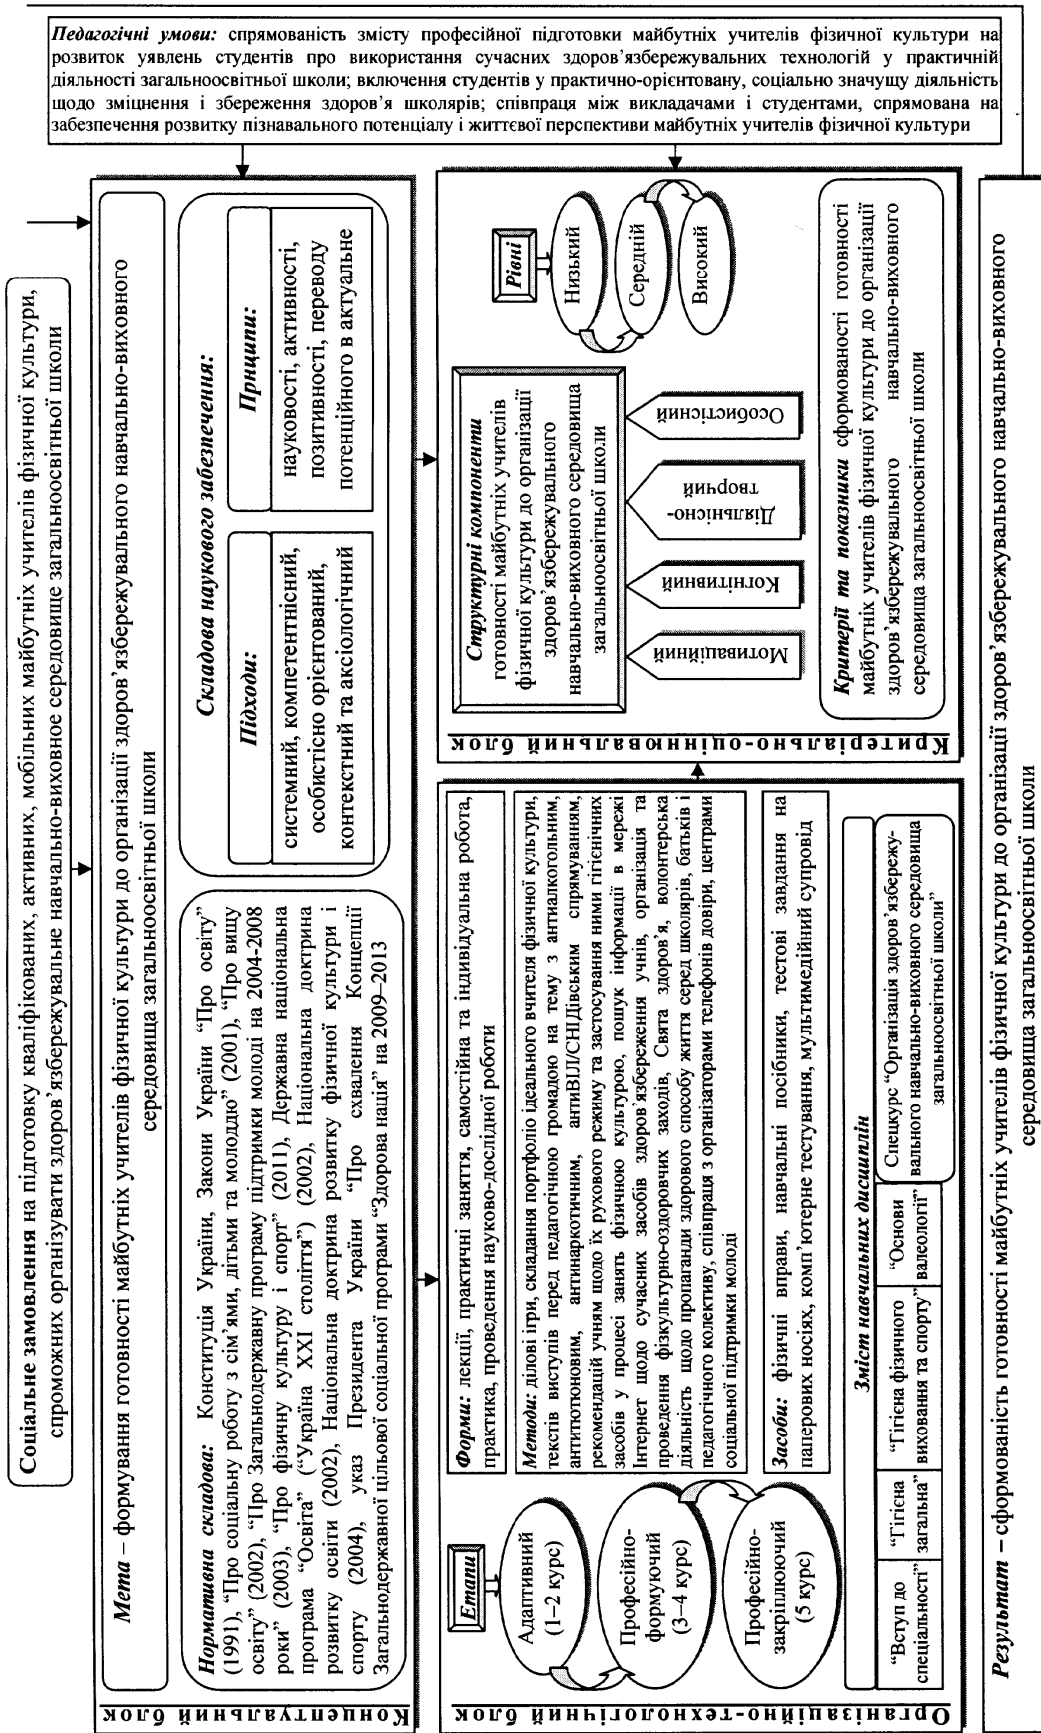 Соціальне замовлення на підготовку кваліфікованих, активних, мобільних майбутніх учителів фізичної культури,
спроможних організувати здоров’язбережувальне навчально-виховное середовище загальноосвітньої школи
Концептуальний блок
Мета – формування готовності майбутніх учителів фізичної культури до організації здоров’язбережувального навчально-виховного
середовища загальноосвітньої школи
Нормативна складова: Конституція України, Закони України “Про освіту”
(1991), “Про соціальну роботу з сім’ями, дітьми та молоддю” (2001), “Про вищу
освіту” (2002), “Про Загальнодержавну програму підтримки молоді на 2004-2008
роки” (2003), “Про фізичну культуру і спорт” (2011), Державна національна
програма “Освіта” (“Україна XXI століття”) (2002), Національна доктрина
розвитку освіти (2002), Національна доктрина розвитку фізичної культури і
спорту (2004), указ Президента України “Про схвалення Концепції
Загальнодержавної цільової соціальної програми “Здорова нація” на 2009–2013
Складова наукового забезпечення:
Підходи:
системний, компетентнісний,
особистісно орієнтований,
контекстний та аксіологічний
Прнципи:
науковості, активності,
позитивності, переводу
потенційного в актуальне
Педагогічні умови: спрямованість змісту професійної підготовки майбутніх учителів фізичної культури на
розвиток уявлень студентів про використання сучасних здоров’язбережувальних технологій у практичній
діяльності загальноосвітньої школи; включення студентів у практично-орієнтовану, соціально значущу діяльність
щодо зміцнення і збереження здоров’я школярів; співпраця між викладачами і студентами, спрямована на
забезпечення розвитку пізнавального потенціалу і життєвої перспективи майбутніх учителів фізичної культури
Організаційно-технологічний блок
Етапи
Адаптивний
(1–2 курс)
Професійно-
формуючий
(3–4 курс)
Професійно-
закріплюючий
(5 курс)
Форми: лекції, практичні заняття, самостійна та індивідуальна робота,
практика, проведення науково-дослідної роботи
Методи: ділові ігри, складання портфоліо ідеального вчителя фізичної культури,
текстів виступів перед педагогічною громадою на тему з антиалкогольним,
антитютюновим, антинаркотичним, антиВІЛ/СНІДівським спрямуванням,
рекомендацій учням щодо їх рухового режиму та застосування ними гігієнічних
засобів у процесі занять фізичною культурою, пошук інформації в мережі
Інтернет щодо сучасних засобів здоров’язбереження учнів, організація та
проведення фізкультурно-оздоровчих заходів, Свята здоров’я, волонтерська
діяльність щодо пропаганди здорового способу життя серед школярів, батьків і
педагогічного колективу, співпраця з організаторами телефонів довіри, центрами
соціальної підтримки молоді
Засоби: фізичні вправи, навчальні посібники, тестові завдання на
паперових носіях, комп’ютерне тестування, мультимедійний супровід
Зміст навчальних дисциплін
“Вступ до
спеціальності”
“Гігієна
загальна”
“Гігієна фізичного
виховання та спорту”
“Основи
валеології”
Спецкурс “Організація здоров’язбережу-
вального навчально-виховного середовища
загальноосвітньої школи”
Критеріально-оцінювальний блок
Структурні компоненти
готовності майбутніх учителів
фізичної культури до організації
здоров’язбережувального
навчально-виховного середовища
загальноосвітньої школи
Мотиваційний
Когнітивний
Діяльнісно-
творчий
Особистісний
Рівні
Низький
Середній
Високий
Критерії та показники сформованості готовності
майбутніх учителів фізичної культури до організації
здоров’язбережувального навчально-виховного
середовища загальноосвітньої школи
Результат – сформованість готовності майбутніх учителів фізичної культури до організації здоров’язбережувального навчально-виховного
середовища загальноосвітньої школи